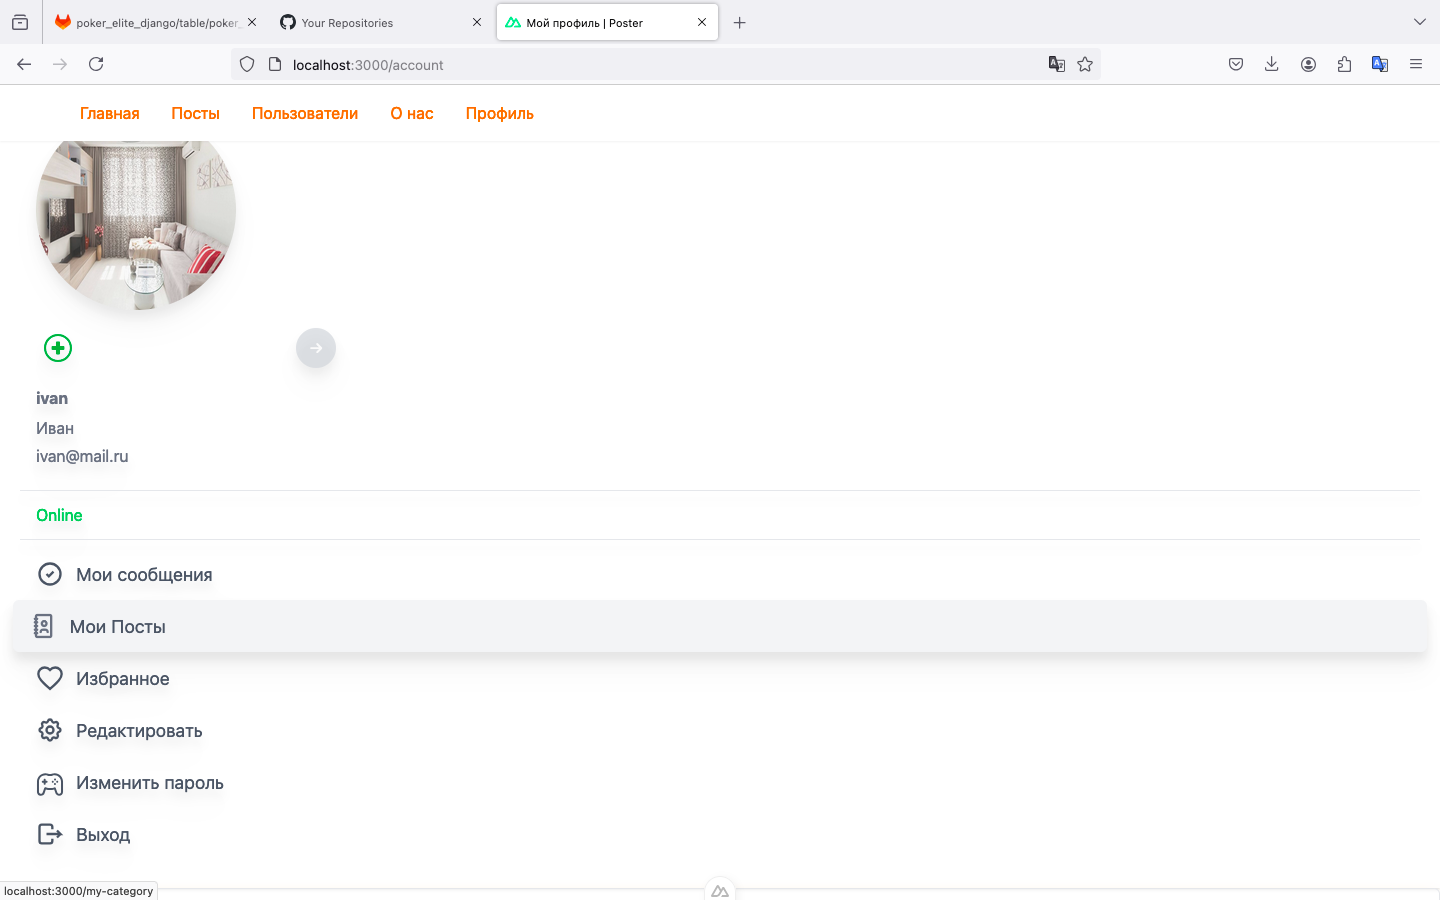 poker_elite_django/table/poker_
Your Repositories
Мой профиль | Poster
localhost:3000/account
Главная
Посты
Пользователи
О нас
Профиль
ivan
Иван
ivan@mail.ru
Online
Мои сообщения
Мои Посты
Избранное
Редактировать
Изменить пароль
Выход
localhost:3000/my-category